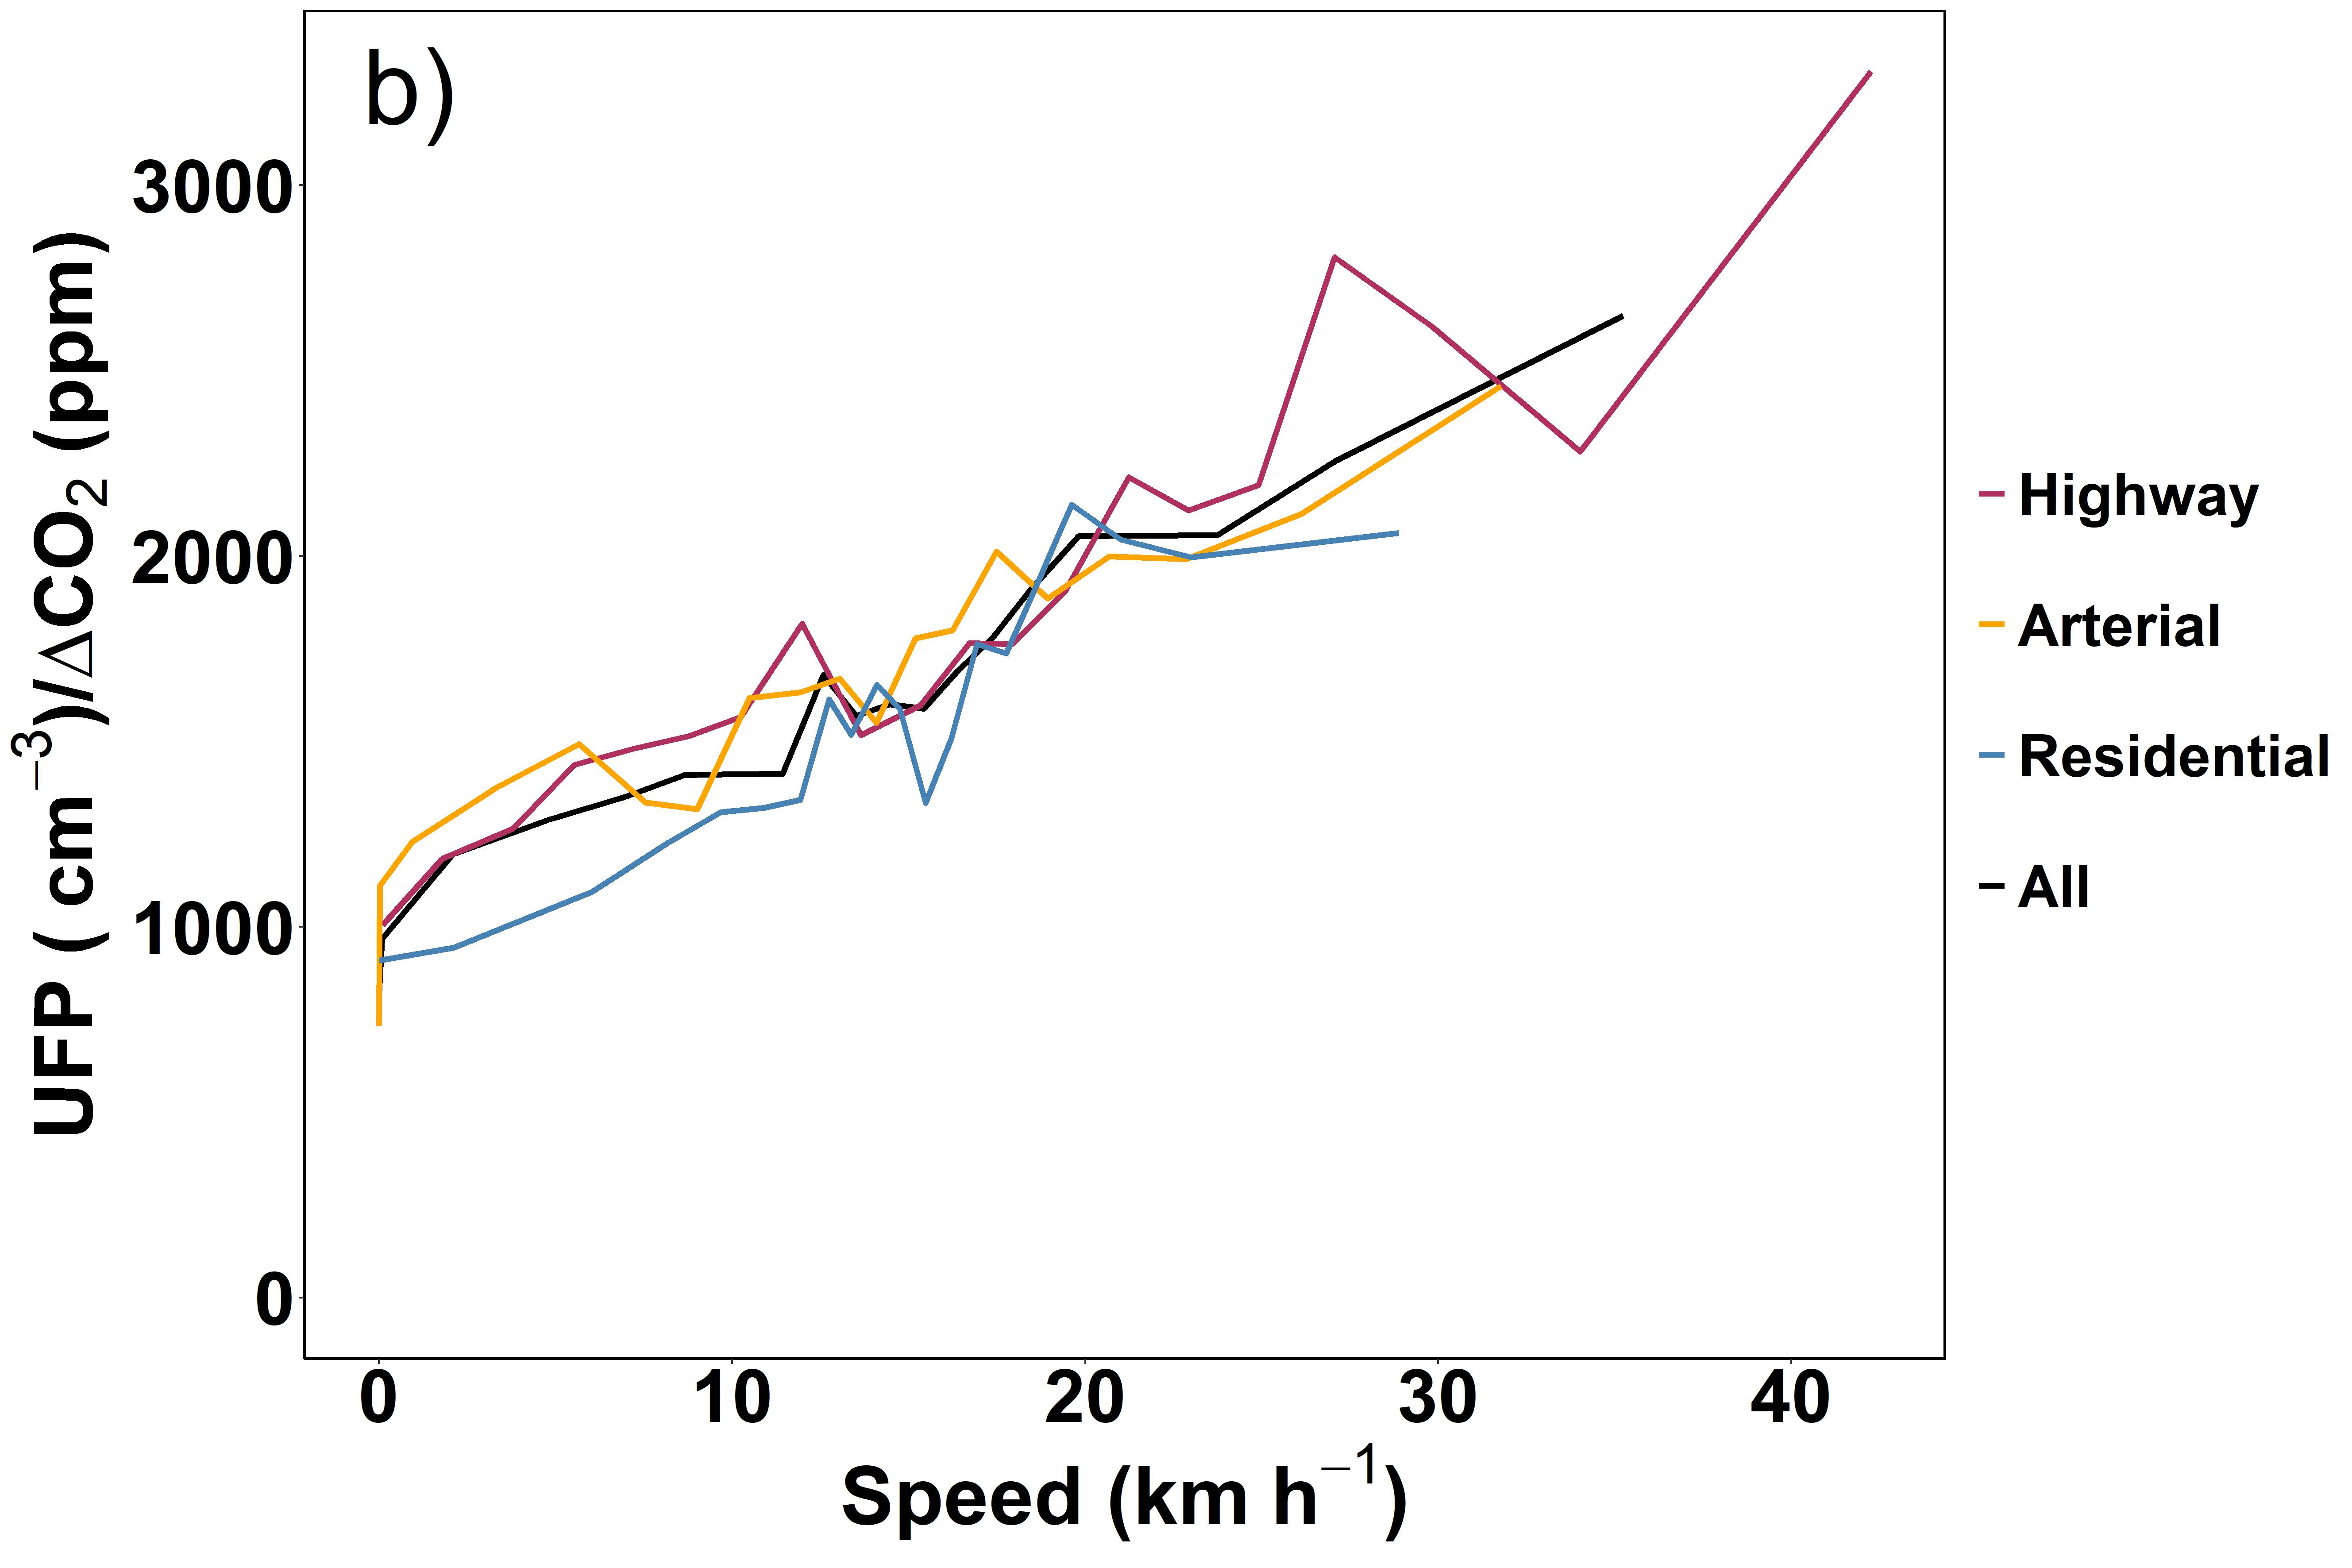 b)
3000
2000
1000
0
UFP ( cm⁻³)/ΔCO₂ (ppm)
0 10 20 30 40
Speed (km h⁻¹)
Highway
Arterial
Residential
All